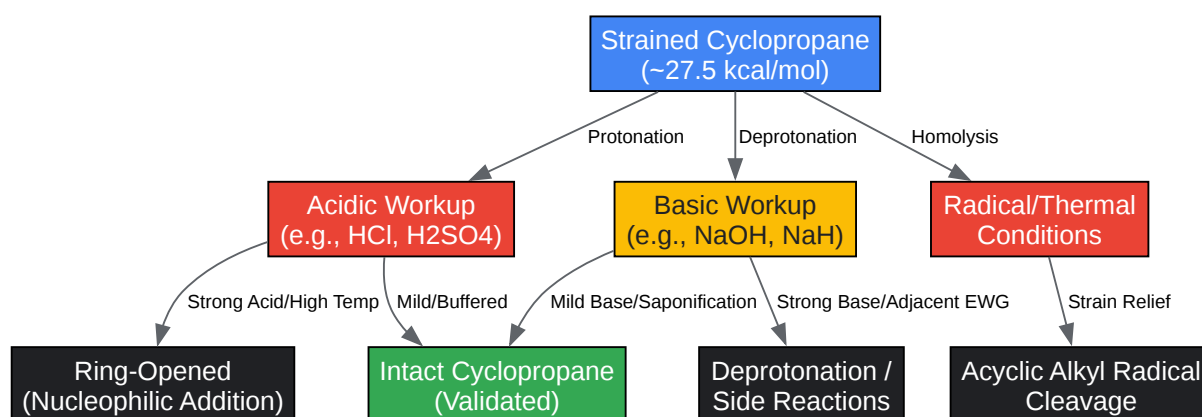 Strained Cyclopropane
(~27.5 kcal/mol)
Protonation
Deprotonation
Homolysis
Acidic Workup
(e.g., HCl, H2SO4)
Basic Workup
(e.g., NaOH, NaH)
Radical/Thermal
Conditions
Strong Acid/High Temp
Mild/Buffered
Mild Base/Saponification
Strong Base/Adjacent EWG
Strain Relief
Ring-Opened
(Nucleophilic Addition)
Intact Cyclopropane
(Validated)
Deprotonation /
Side Reactions
Acyclic Alkyl Radical
Cleavage